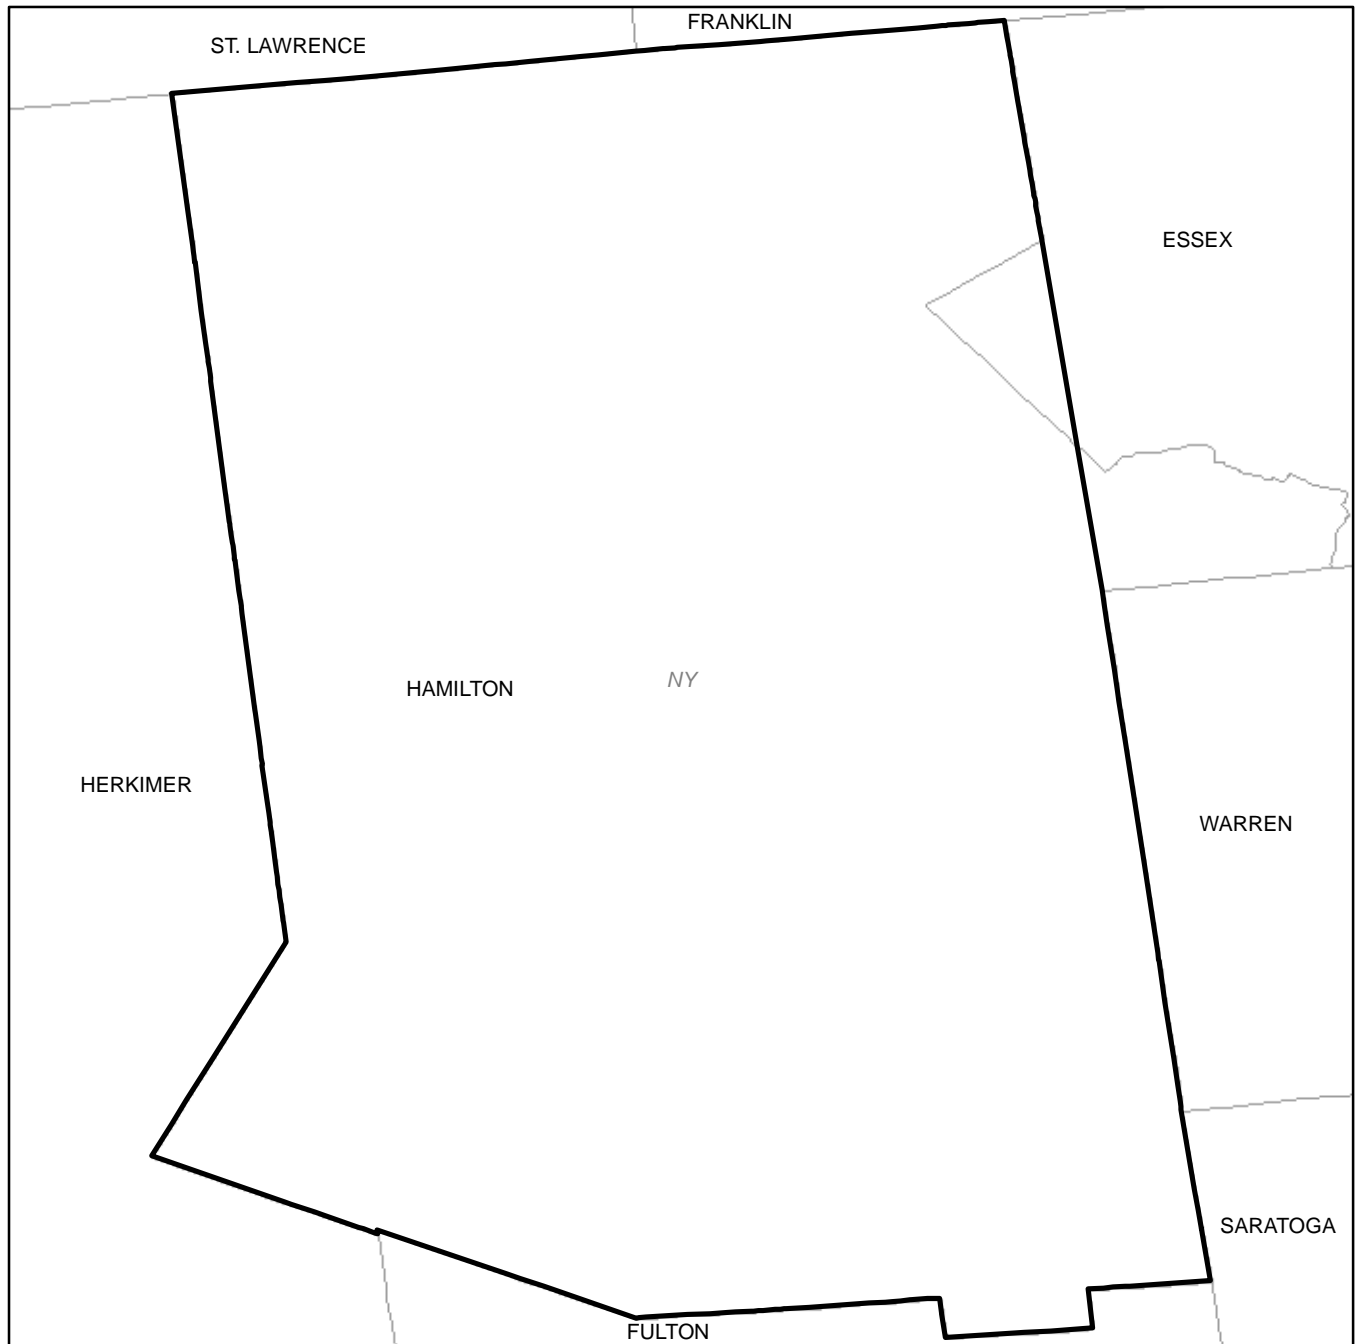 FRANKLIN
ST. LAWRENCE
ESSEX
NY
HAMILTON
HERKIMER
WARREN
SARATOGA
FULTON